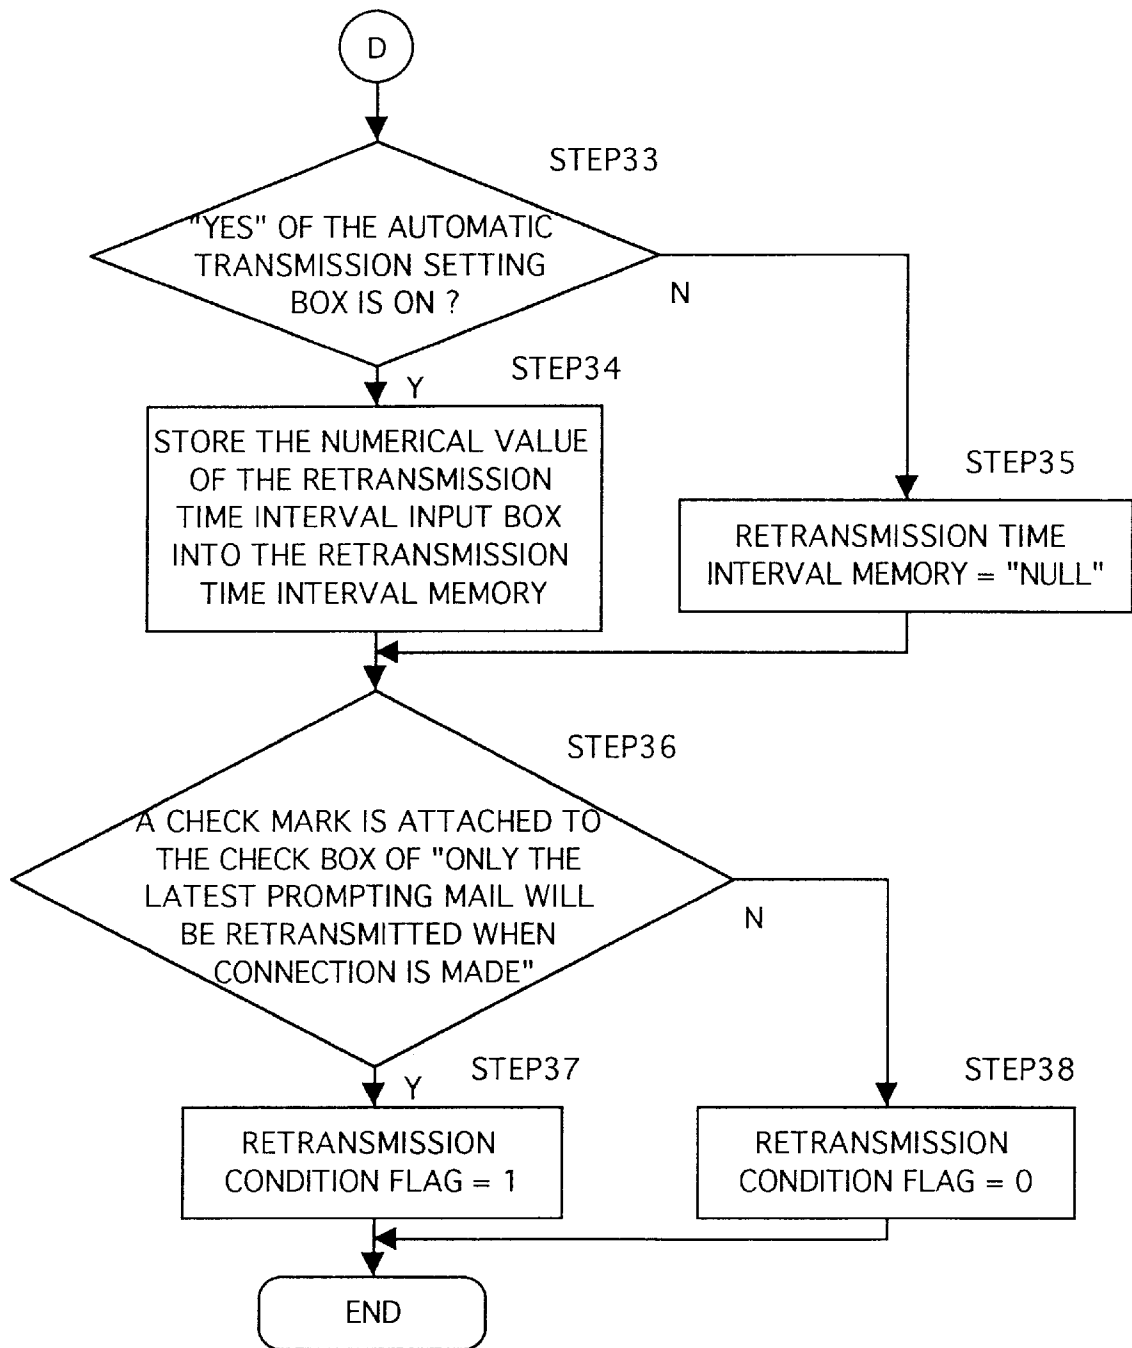 D
STEP33
"YES" OF THE AUTOMATIC
TRANSMISSION SETTING
BOX IS ON ?
N
Y
STEP34
STORE THE NUMERICAL VALUE
OF THE RETRANSMISSION
TIME INTERVAL INPUT BOX
INTO THE RETRANSMISSION
TIME INTERVAL MEMORY
STEP35
RETRANSMISSION TIME
INTERVAL MEMORY = "NULL"
STEP36
A CHECK MARK IS ATTACHED TO
THE CHECK BOX OF "ONLY THE
LATEST PROMPTING MAIL WILL
BE RETRANSMITTED WHEN
CONNECTION IS MADE"
N
Y
STEP37
RETRANSMISSION
CONDITION FLAG = 1
STEP38
RETRANSMISSION
CONDITION FLAG = 0
END